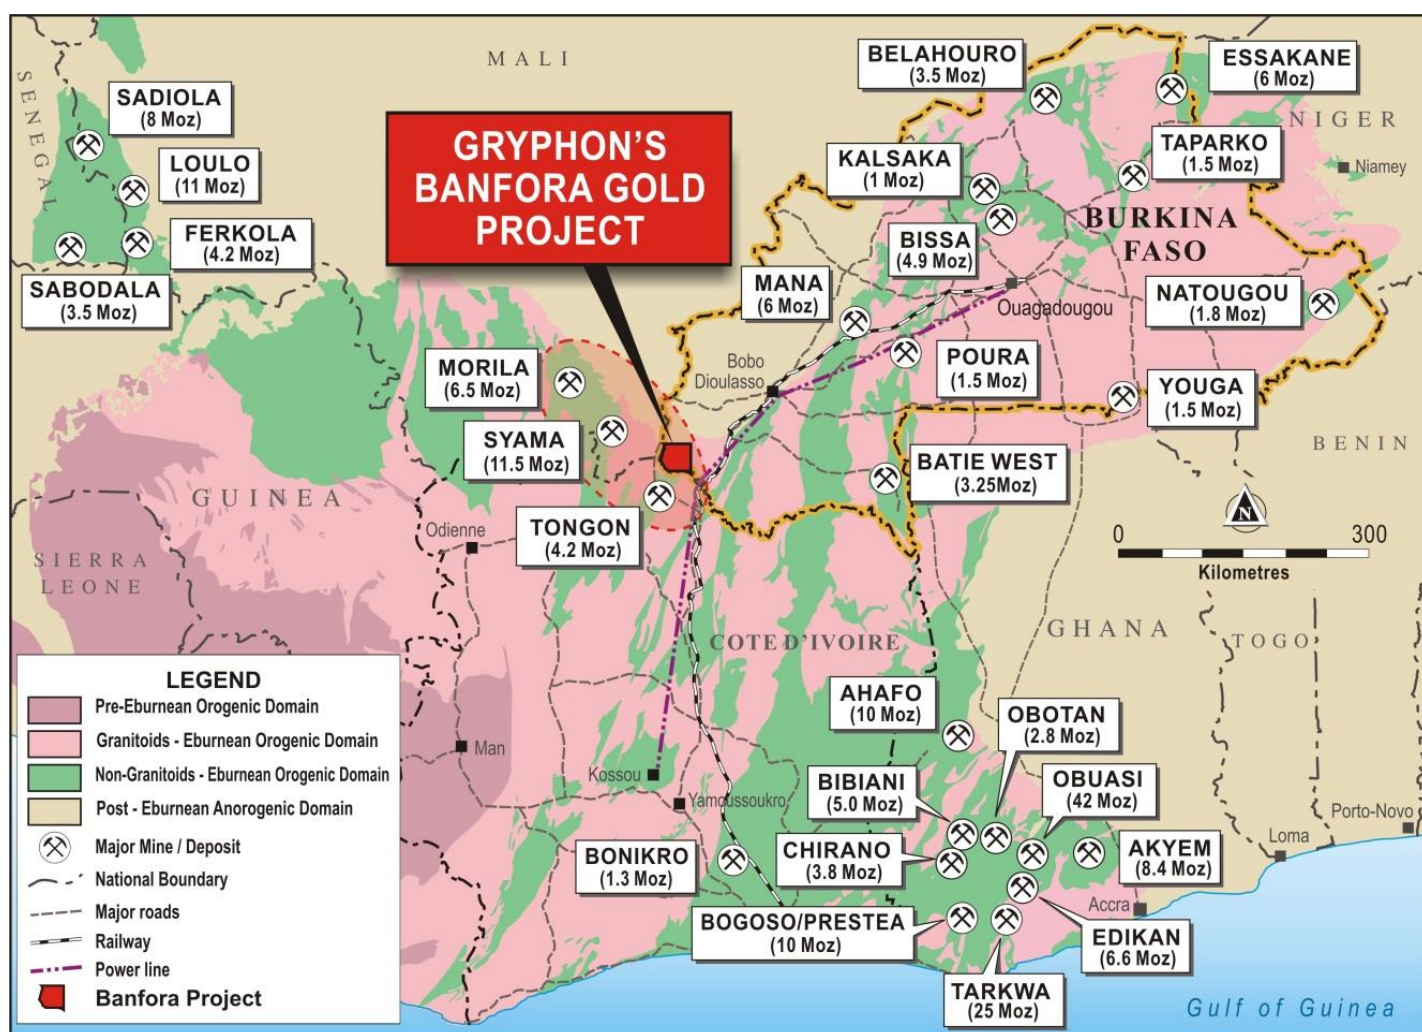 MALI
SENEGAL
SADIOLA
(8 Moz)
LOULO
(11 Moz)
FERKOLA
(4.2 Moz)
SABODALA
(3.5 Moz)
GRYPHON'S
BANFORA GOLD
PROJECT
BELAHOURO
(3.5 Moz)
ESSAKANE
(6 Moz)
NIGER
Niamey
TAPARKO
(1.5 Moz)
KALSAKA
(1 Moz)
BURKINA
FASO
BISSA
(4.9 Moz)
MANA
(6 Moz)
Ouagadougou
NATOUGOU
(1.8 Moz)
POURA
(1.5 Moz)
Bobo
Dioulasso
YOUGA
(1.5 Moz)
BENIN
MORILA
(6.5 Moz)
SYAMA
(11.5 Moz)
BATIE WEST
(3.25Moz)
TONGON
(4.2 Moz)
GUINEA
Odienne
SIERRA
LEONE
N
0 300
Kilometres
COTE D'IVOIRE
GHANA
TOGO
AHAFO
(10 Moz)
OBOTAN
(2.8 Moz)
BIBIANI
(5.0 Moz)
OBUASI
(42 Moz)
Man
Kossou
Yamoussoukro
Porto-Novo
Loma
BONIKRO
(1.3 Moz)
CHIRANO
(3.8 Moz)
AKYEM
(8.4 Moz)
Accra
BOGOSO/PRESTEA
(10 Moz)
EDIKAN
(6.6 Moz)
TARKWA
(25 Moz)
Gulf of Guinea
LEGEND
Pre-Eburnean Orogenic Domain
Granitoids - Eburnean Orogenic Domain
Non-Granitoids - Eburnean Orogenic Domain
Post - Eburnean Anorogenic Domain
Major Mine / Deposit
National Boundary
Major roads
Railway
Power line
Banfora Project